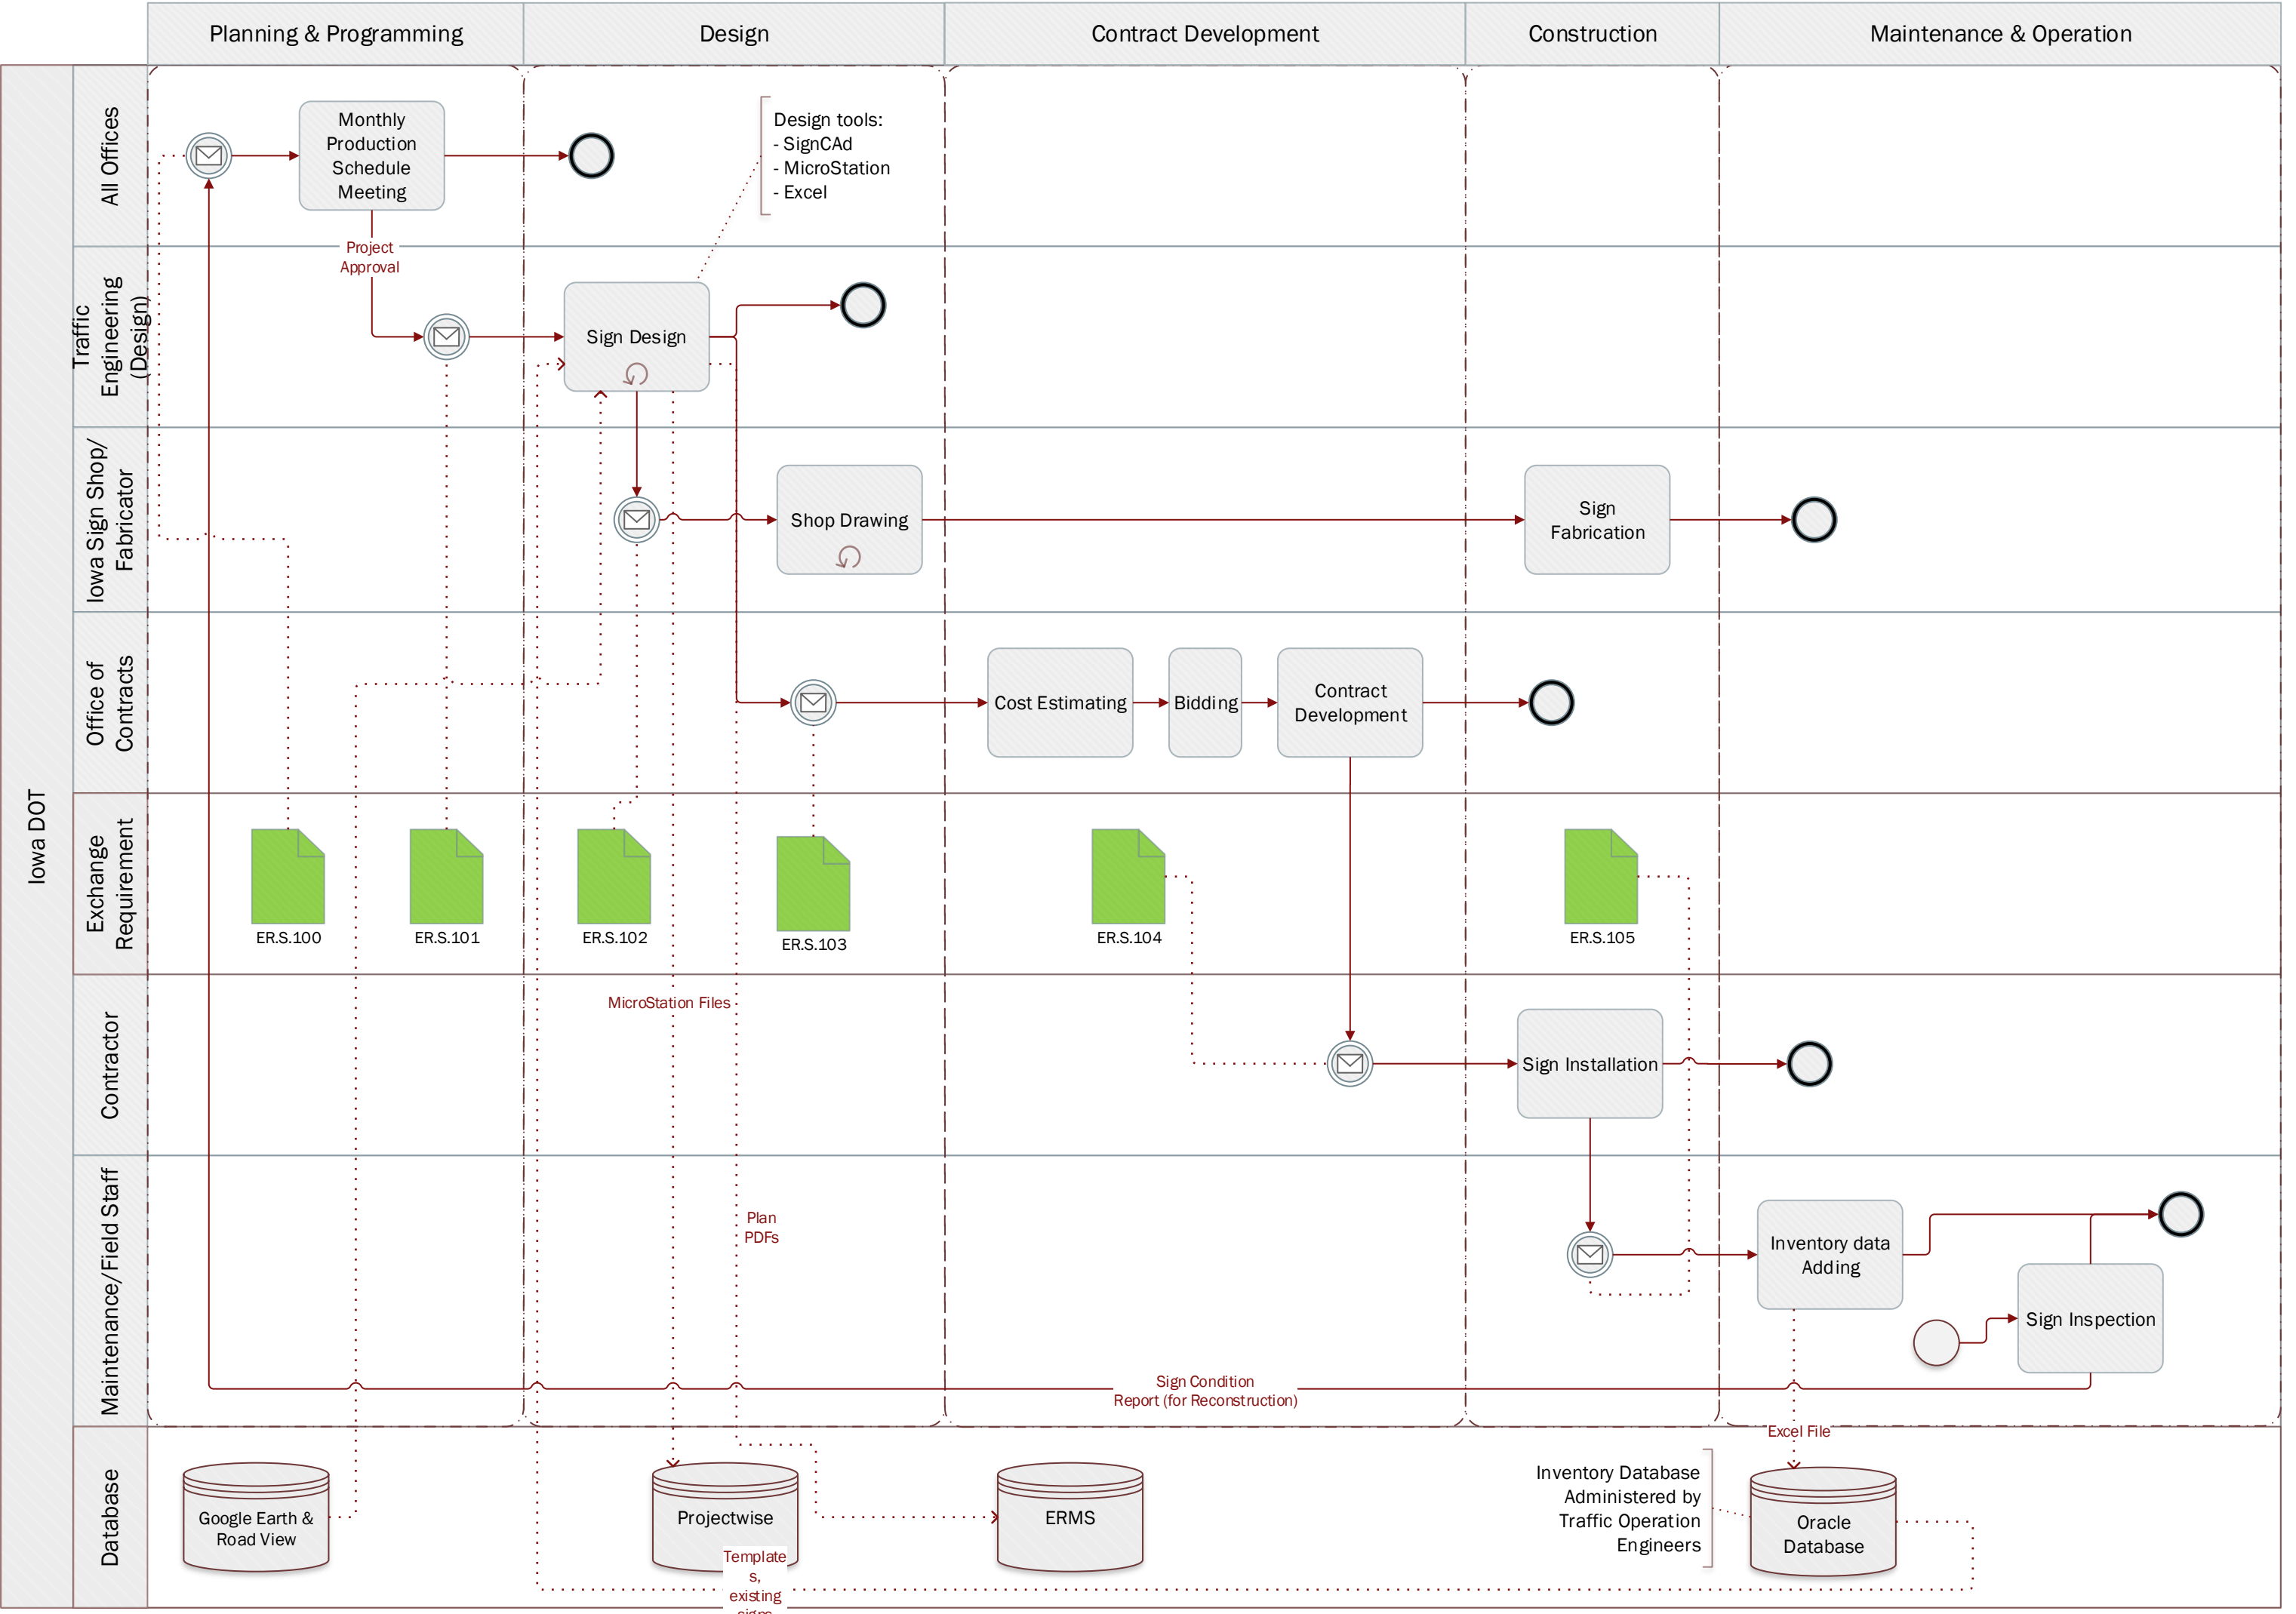 Planning & Programming
Design
Contract Development
Construction
Maintenance & Operation
Iowa DOT
All Offices
Monthly
Production
Schedule
Meeting
Design tools:
- SignCAd
- MicroStation
- Excel
Project
Approval
Traffic
Engineering
(Design)
Sign Design
Iowa Sign Shop/
Fabricator
Shop Drawing
Sign
Fabrication
Office of
Contracts
Cost Estimating
Bidding
Contract
Development
Exchange
Requirement
ER.S.100
ER.S.101
ER.S.102
ER.S.103
ER.S.104
ER.S.105
MicroStation Files
Contractor
Sign Installation
Maintenance/Field Staff
Plan
PDFs
Inventory data
Adding
Sign Inspection
Sign Condition
Report (for Reconstruction)
Excel File
Database
Google Earth &
Road View
Projectwise
ERMS
Inventory Database
Administered by
Traffic Operation
Engineers
Oracle
Database
Template
s,
existing
signs